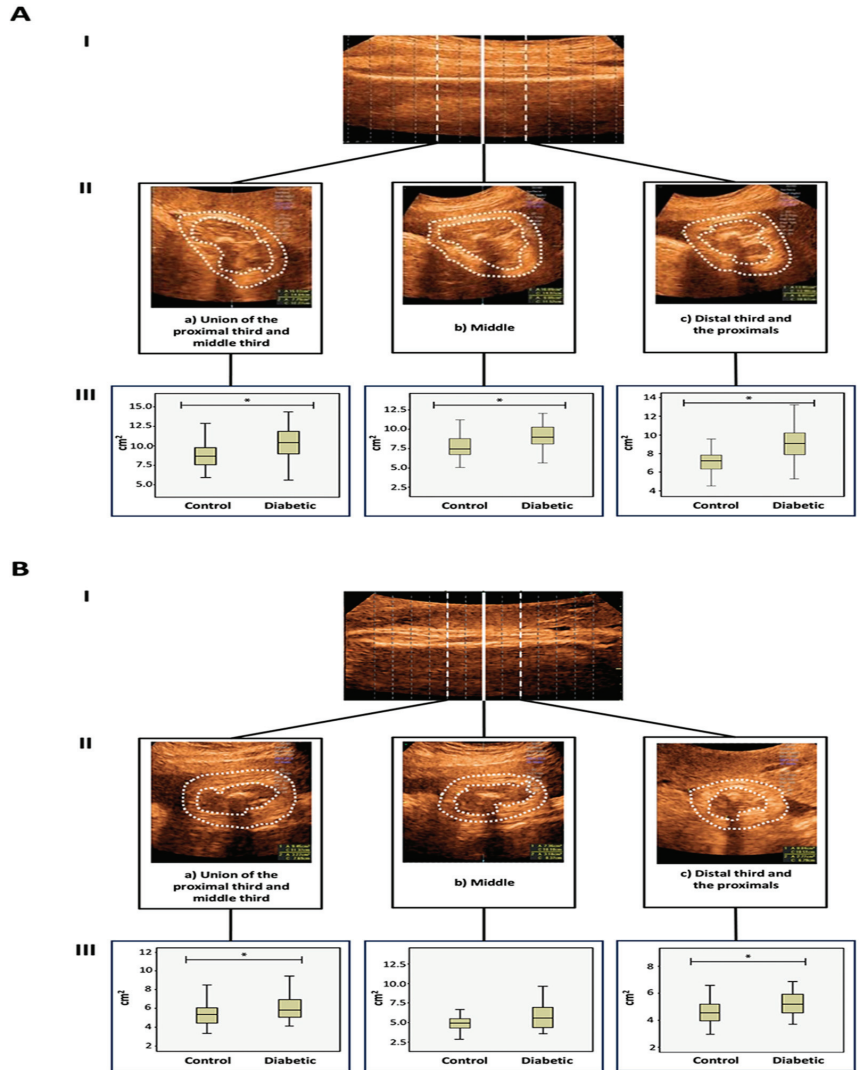 A
I
II
a) Union of the
proximal third and
middle third
b) Middle
c) Distal third and
the proximals
III
15.0
12.5
10.0
7.5
5.0
cm²
*
Control
Diabetic
12.5
10.0
7.5
5.0
2.5
cm²
*
Control
Diabetic
14
12
10
8
6
4
cm²
*
Control
Diabetic
B
I
II
a) Union of the
proximal third and
middle third
b) Middle
c) Distal third and
the proximals
III
12
10
8
6
4
2
cm²
*
Control
Diabetic
12.5
10.0
7.5
5.0
2.5
cm²
Control
Diabetic
8
6
4
2
cm²
*
Control
Diabetic